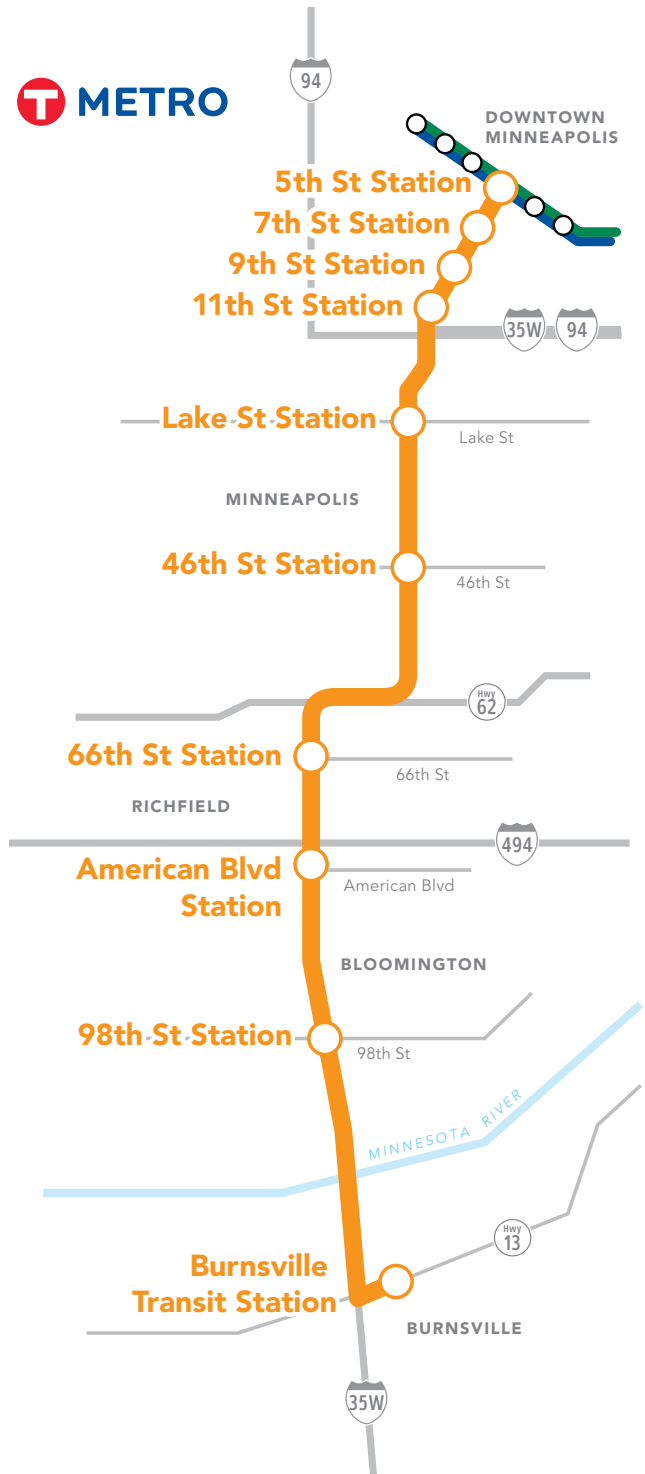 94
T METRO
DOWNTOWN
MINNEAPOLIS
5th St Station
7th St Station
9th St Station
11th St Station
35W
94
Lake St Station
Lake St
MINNEAPOLIS
46th St Station
46th St
Hwy
62
66th St Station
66th St
RICHFIELD
494
American Blvd
Station
American Blvd
BLOOMINGTON
98th St Station
98th St
MINNESOTA RIVER
Hwy
13
Burnsville
Transit Station
BURNSVILLE
35W